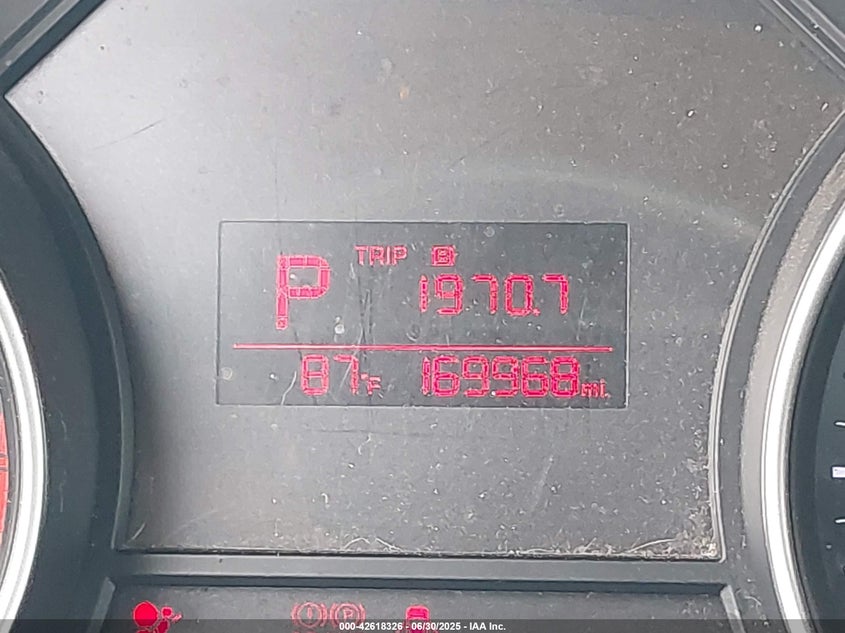 P
TRIP B
1970.7
87°F 169968 mi.
000-42618326 - 06/30/2025 - IAA Inc.